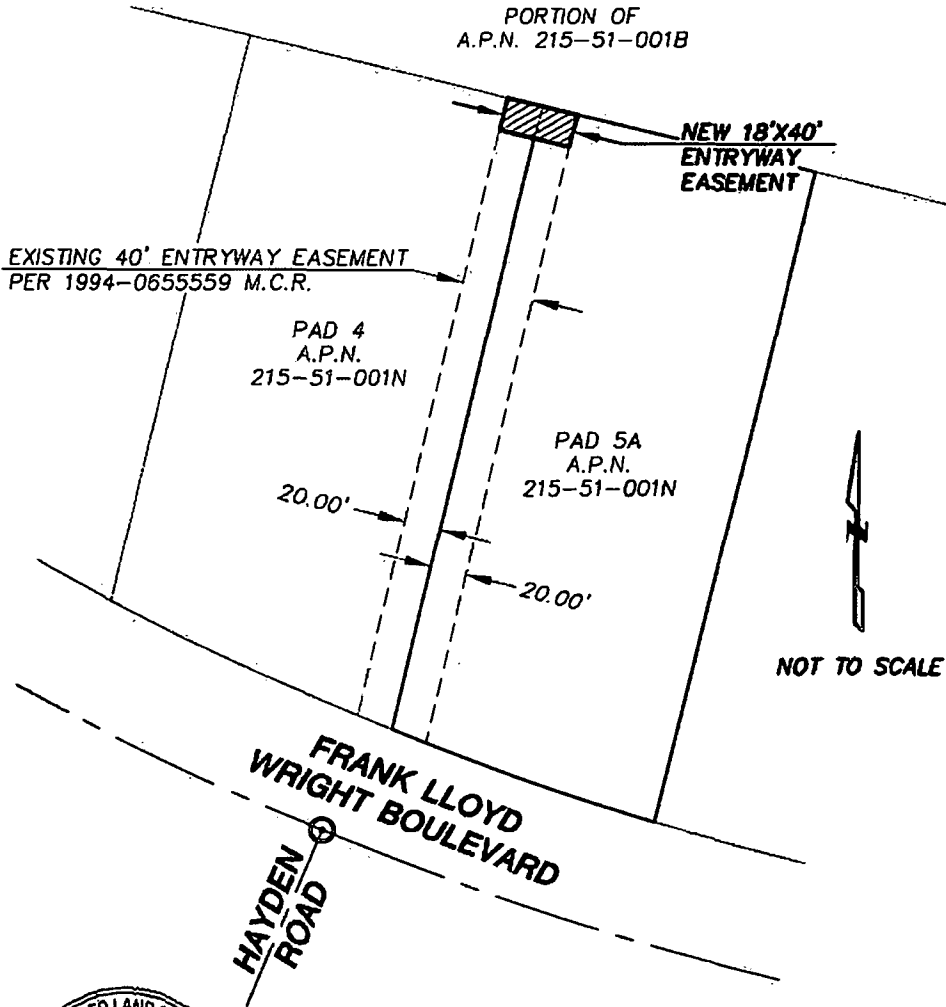 PORTION OF
A.P.N. 215-51-001B
NEW 18'X40'
ENTRYWAY
EASEMENT
EXISTING 40' ENTRYWAY EASEMENT
PER 1994-0655559 M.C.R.
PAD 4
A.P.N.
215-51-001N
PAD 5A
A.P.N.
215-51-001N
20.00'
20.00'
N
NOT TO SCALE
FRANK LLOYD
WRIGHT BOULEVARD
HAYDEN
ROAD